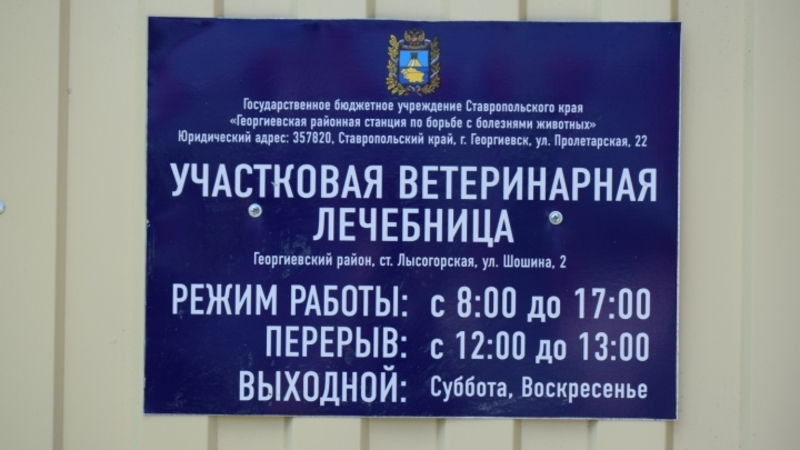 Государственное бюджетное учреждение Ставропольского края
«Георгиевская районная станция по борьбе с болезнями животных»
Юридический адрес: 357820, Ставропольский край, г. Георгиевск, ул. Пролетарская, 22
УЧАСТКОВАЯ ВЕТЕРИНАРНАЯ
ЛЕЧЕБНИЦА
Георгиевский район, ст. Лысогорская, ул. Шошина, 2
РЕЖИМ РАБОТЫ: с 8:00 до 17:00
ПЕРЕРЫВ: с 12:00 до 13:00
ВЫХОДНОЙ: Суббота, Воскресенье